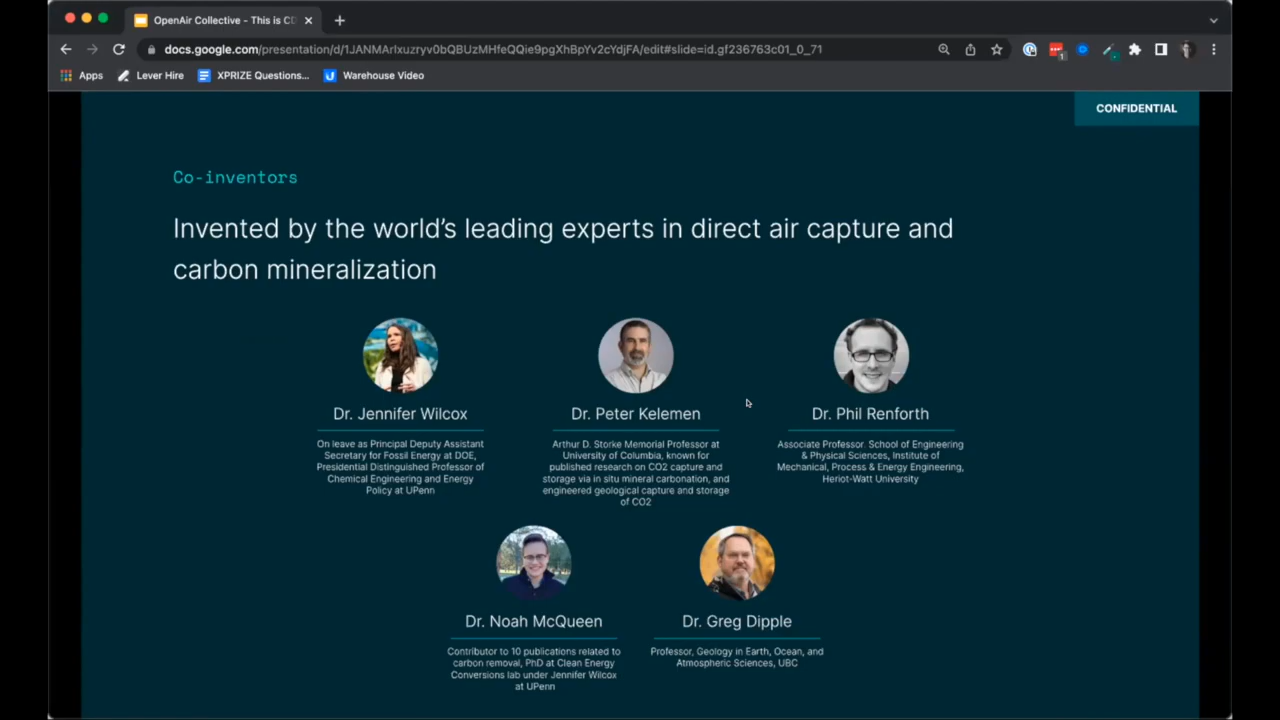 OpenAir Collective - This is CD
docs.google.com/presentation/d/1JANMArIxuzryv0bQBUzMHfeQQie9pgXhBpYv2cYdjFA/edit#slide=id.gf236763c01_0_71
1
Apps
Lever Hire
XPRIZE Questions...
Warehouse Video
CONFIDENTIAL
Co-inventors
Invented by the world's leading experts in direct air capture and
carbon mineralization
Dr. Jennifer Wilcox
On leave as Principal Deputy Assistant
Secretary for Fossil Energy at DOE,
Presidential Distinguished Professor of
Chemical Engineering and Energy
Policy at UPenn
Dr. Peter Kelemen
Arthur D. Storke Memorial Professor at
University of Columbia, known for
published research on CO2 capture and
storage via in situ mineral carbonation, and
engineered geological capture and storage
of CO2
Dr. Phil Renforth
Associate Professor. School of Engineering
& Physical Sciences, Institute of
Mechanical, Process & Energy Engineering,
Heriot-Watt University
Dr. Noah McQueen
Contributor to 10 publications related to
carbon removal, PhD at Clean Energy
Conversions lab under Jennifer Wilcox
at UPenn
Dr. Greg Dipple
Professor, Geology in Earth, Ocean, and
Atmospheric Sciences, UBC